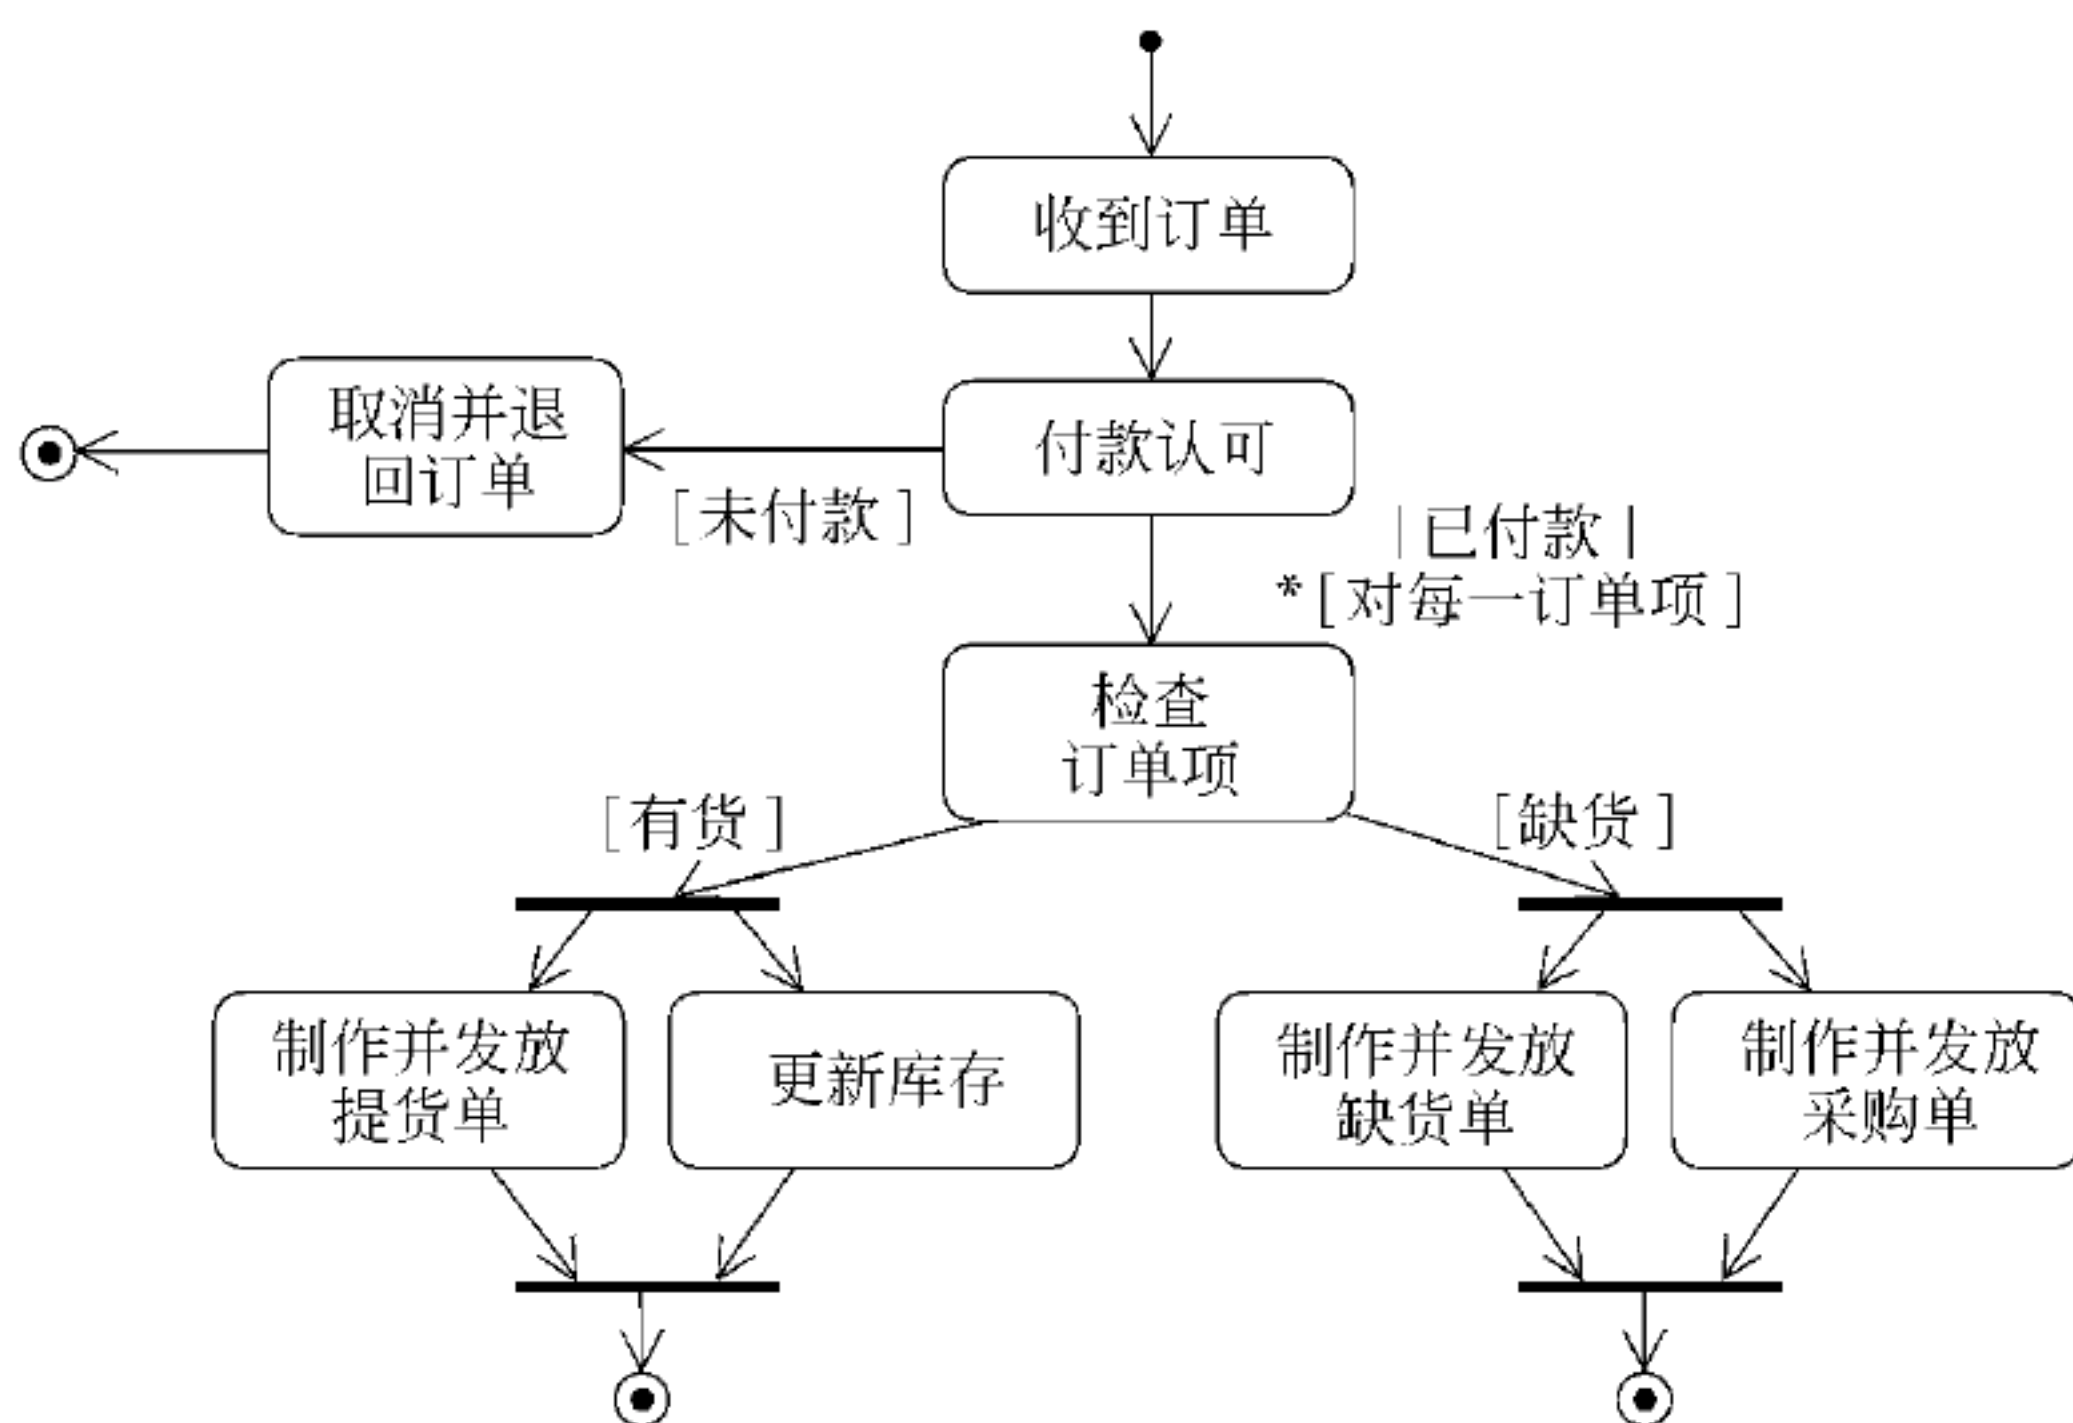 收到订单
取消并退
回订单
付款认可
[未付款]
|已付款|
*[对每一订单项]
检查
订单项
[有货]
[缺货]
制作并发放
提货单
更新库存
制作并发放
缺货单
制作并发放
采购单